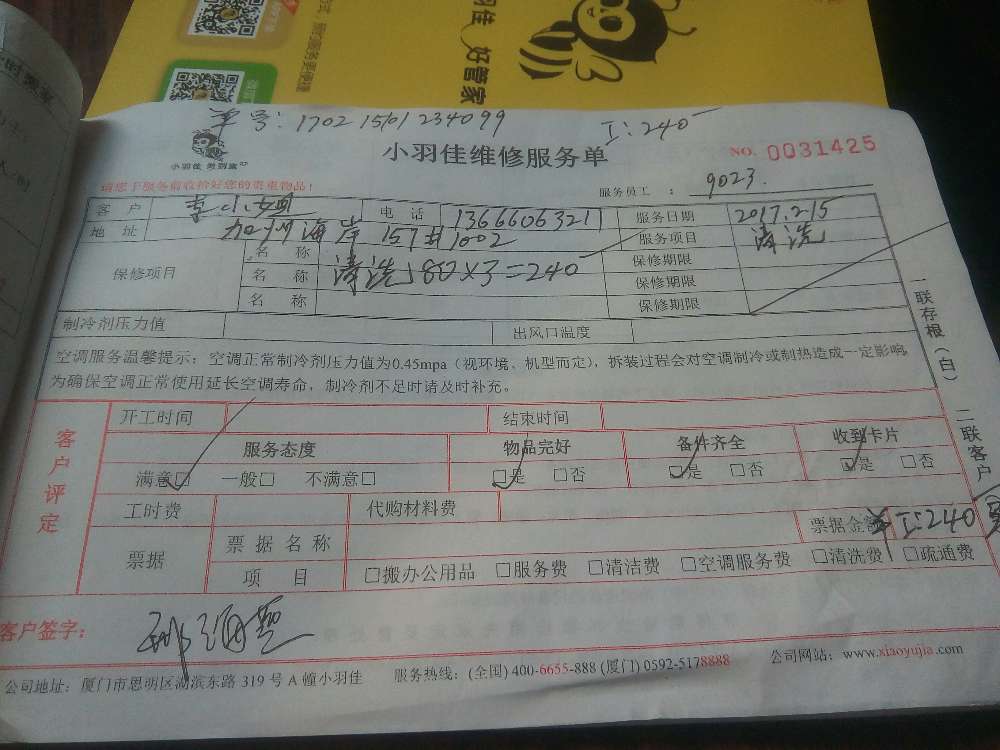 好管家
单号: 170215161234099
工: 240
小羽佳 考到蜜
小羽佳维修服务单
NO. 0031425
请您于服务前收拾好您的贵重物品!
服务员工 : 9023.
客户 李小姐 电话 13666063211 服务日期 2017.2.15
地址 加州海岸 157#1002 服务项目 清洗
保修项目
名称 保修期限
名称 清洗 80×3=240 保修期限
名称 保修期限
制冷剂压力值 出风口温度
空调服务温馨提示: 空调正常制冷剂压力值为0.45mpa(视环境、机型而定), 拆装过程会对空调制冷或制热造成一定影响,
为确保空调正常使用延长空调寿命, 制冷剂不足时请及时补充。
一联存根(白) 二联客户
客户评定
开工时间 结束时间
服务态度 物品完好 备件齐全 收到卡片
满意□ 一般□ 不满意□ □是 □否 □是 □否 □是 □否
工时费 代购材料费
票据 票据名称 票据金额 工:240
项目 □搬办公用品 □服务费 □清洁费 □空调服务费 □清洗费 □疏通费
客户签字:
公司地址: 厦门市思明区湖滨东路 319 号 A 幢小羽佳 服务热线: (全国) 400-6655-888 (厦门) 0592-5178888 公司网站: www.xiaoyujia.com